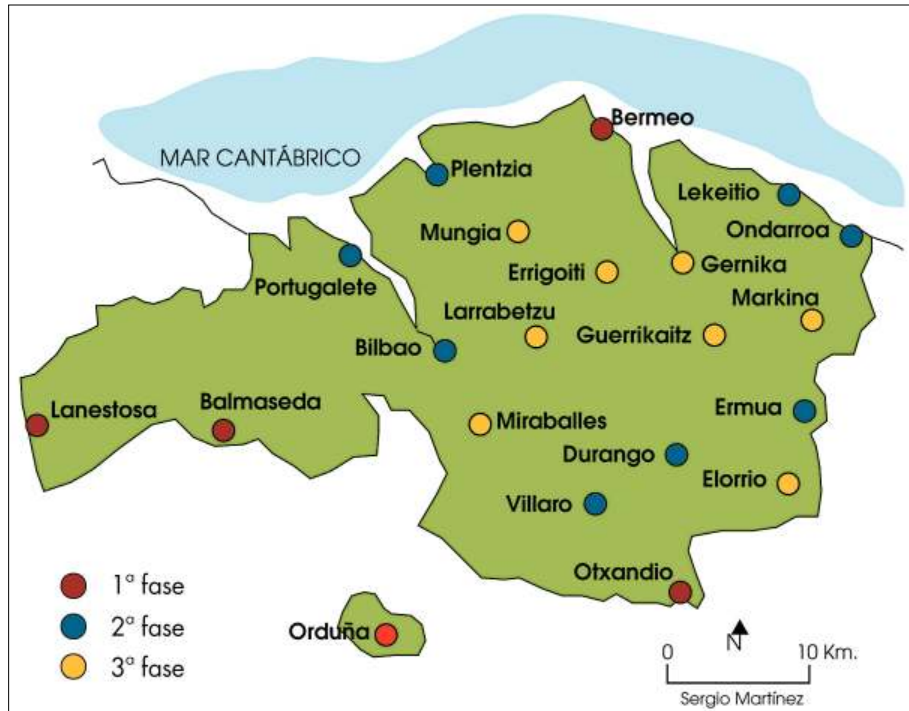 Bermeo
MAR CANTÁBRICO
Plentzia
Lekeitio
Ondarroa
Mungia
Gernika
Errigoiti
Portugalete
Markina
Larrabetzu
Guerrikaitz
Bilbao
Lanestosa
Balmaseda
Ermua
Miraballes
Durango
Elorrio
Villaro
Otxandio
1ª fase
2ª fase
3ª fase
Orduña
N
0 10 Km.
Sergio Martínez